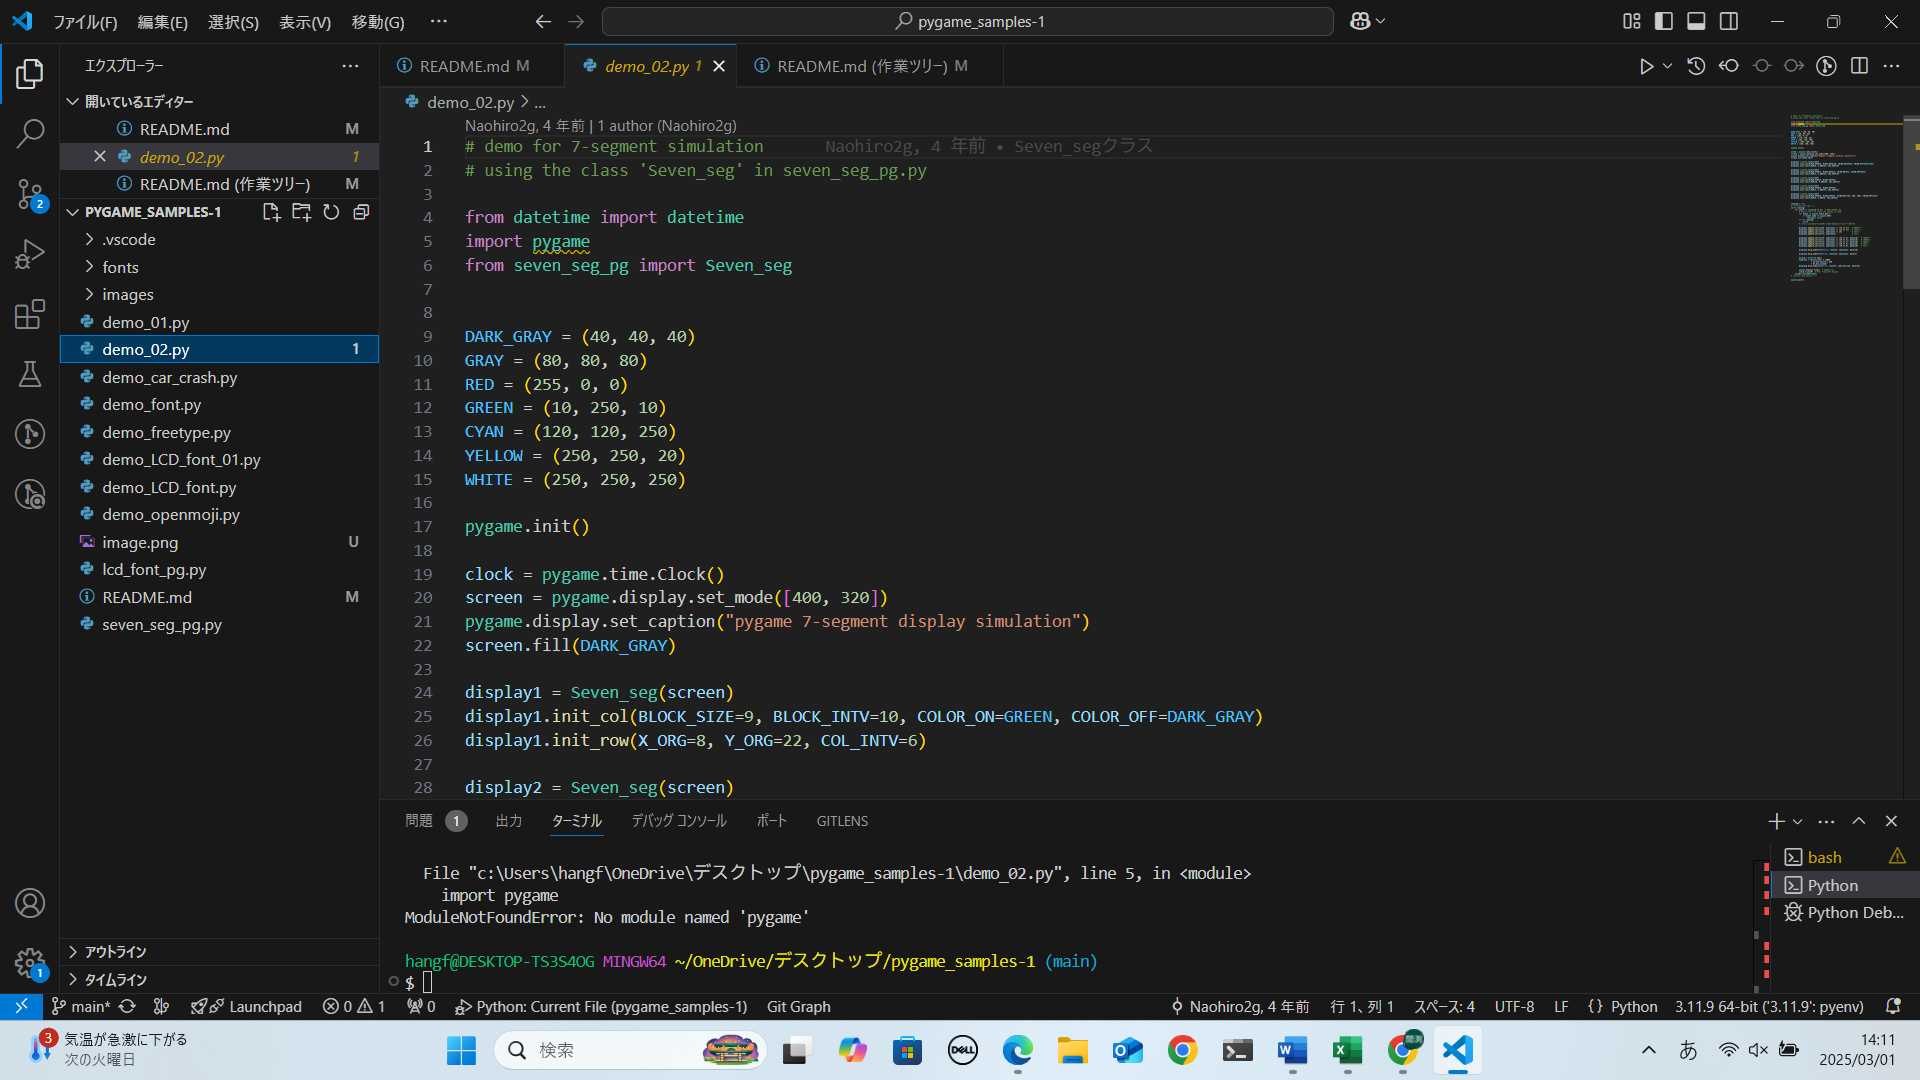 ファイル(F) 編集(E) 選択(S) 表示(V) 移動(G) ··· pygame_samples-1
エクスプローラー ···
開いているエディター
README.md M
demo_02.py 1
README.md (作業ツリー) M
PYGAME_SAMPLES-1
.vscode
fonts
images
demo_01.py
demo_02.py 1
demo_car_crash.py
demo_font.py
demo_freetype.py
demo_LCD_font_01.py
demo_LCD_font.py
demo_openmoji.py
image.png U
lcd_font_pg.py
README.md M
seven_seg_pg.py
アウトライン
タイムライン
2
1
README.md M demo_02.py 1 README.md (作業ツリー) M
demo_02.py > ...
Naohiro2g, 4 年前 | 1 author (Naohiro2g)
1 # demo for 7-segment simulation Naohiro2g, 4 年前 • Seven_segクラス
2 # using the class 'Seven_seg' in seven_seg_pg.py
3
4 from datetime import datetime
5 import pygame
6 from seven_seg_pg import Seven_seg
7
8
9 DARK_GRAY = (40, 40, 40)
10 GRAY = (80, 80, 80)
11 RED = (255, 0, 0)
12 GREEN = (10, 250, 10)
13 CYAN = (120, 120, 250)
14 YELLOW = (250, 250, 20)
15 WHITE = (250, 250, 250)
16
17 pygame.init()
18
19 clock = pygame.time.Clock()
20 screen = pygame.display.set_mode([400, 320])
21 pygame.display.set_caption("pygame 7-segment display simulation")
22 screen.fill(DARK_GRAY)
23
24 display1 = Seven_seg(screen)
25 display1.init_col(BLOCK_SIZE=9, BLOCK_INTV=10, COLOR_ON=GREEN, COLOR_OFF=DARK_GRAY)
26 display1.init_row(X_ORG=8, Y_ORG=22, COL_INTV=6)
27
28 display2 = Seven_seg(screen)
問題 1 出力 ターミナル デバッグ コンソール ポート GITLENS
File "c:\Users\hangf\OneDrive\デスクトップ\pygame_samples-1\demo_02.py", line 5, in <module>
import pygame
ModuleNotFoundError: No module named 'pygame'
hangf@DESKTOP-TS3S4OG MINGW64 ~/OneDrive/デスクトップ/pygame_samples-1 (main)
$
bash
Python
Python Deb...
main* Launchpad 0 1 0 Python: Current File (pygame_samples-1) Git Graph Naohiro2g, 4 年前 行 1、列 1 スペース: 4 UTF-8 LF {} Python 3.11.9 64-bit ('3.11.9': pyenv)
3 気温が急激に下がる
次の火曜日
検索
DELL
あ
14:11
2025/03/01